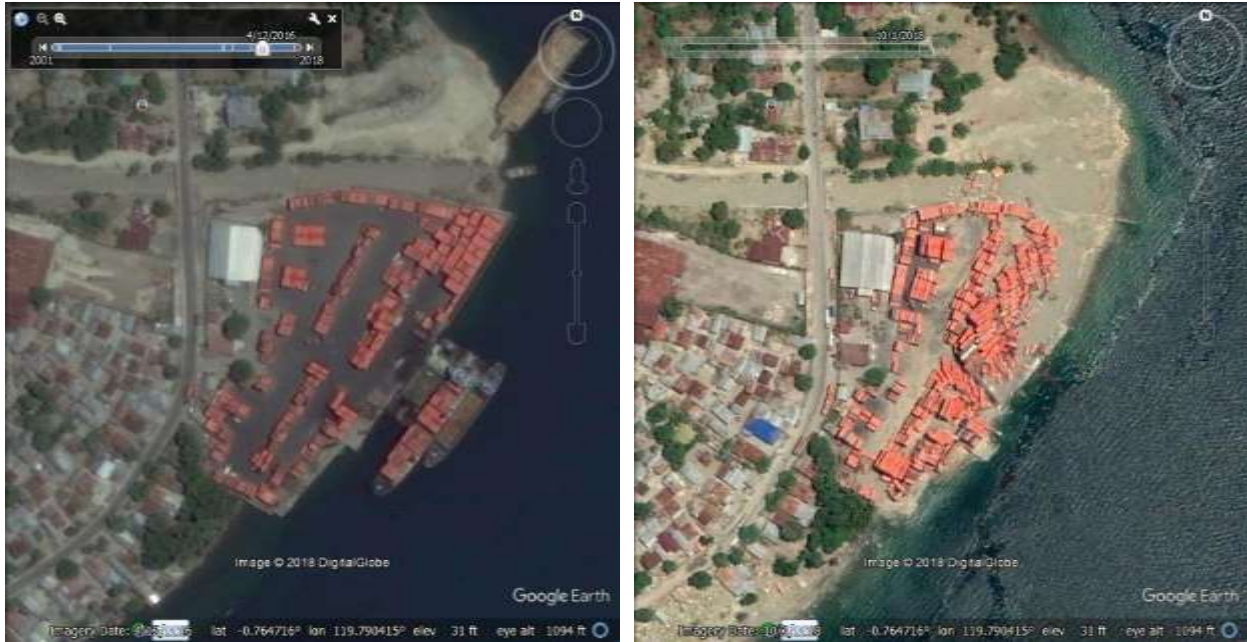 4/12/2016
2001
2018
N
Image © 2018 DigitalGlobe
Google Earth
Imagery Date: lat -0.764716° lon 119.790415° elev 31 ft eye alt 1094 ft
N
Image © 2018 DigitalGlobe
Google Earth
Imagery Date: lat -0.764716° lon 119.790415° elev 31 ft eye alt 1094 ft